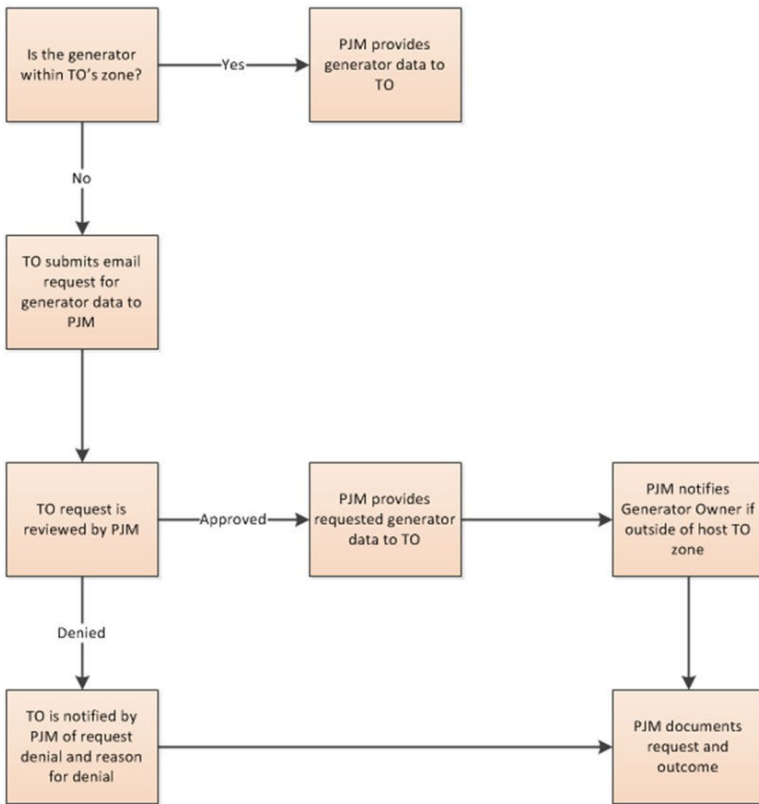 Is the generator
within TO's zone?
Yes
PJM provides
generator data to
TO
No
TO submits email
request for
generator data to
PJM
TO request is
reviewed by PJM
Approved
PJM provides
requested generator
data to TO
PJM notifies
Generator Owner if
outside of host TO
zone
Denied
TO is notified by
PJM of request
denial and reason
for denial
PJM documents
request and
outcome